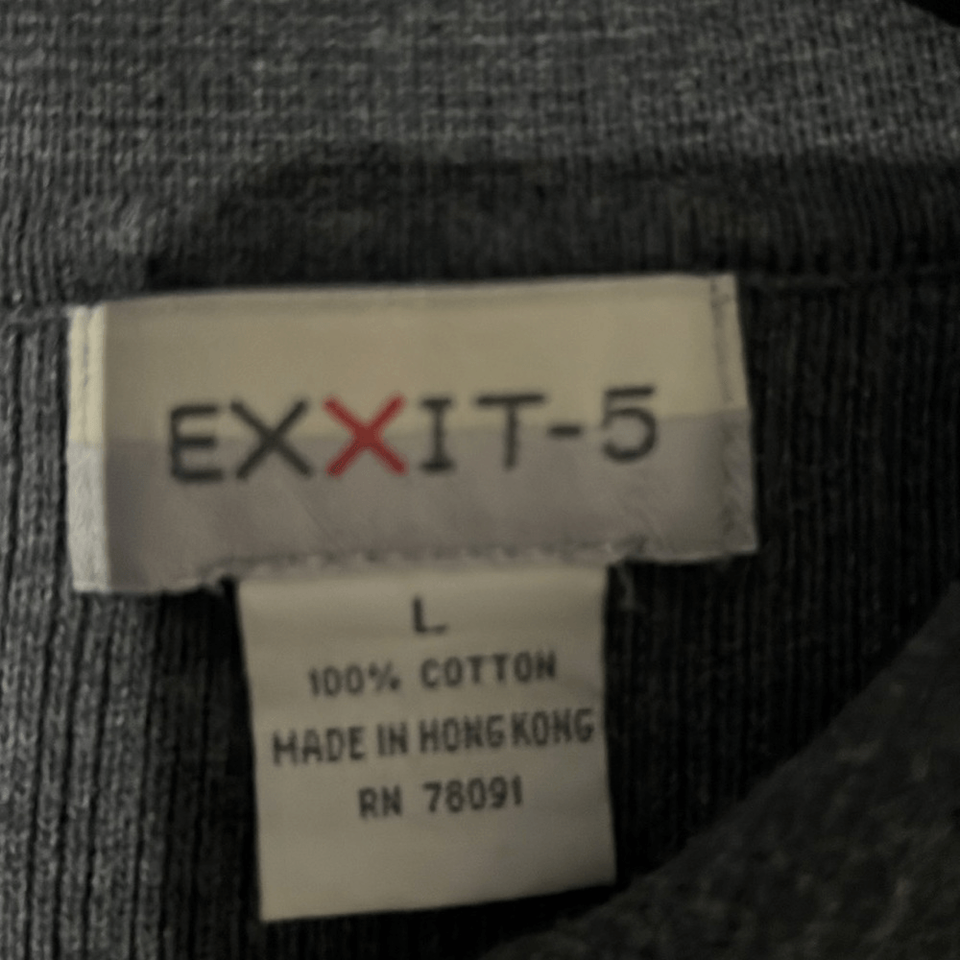 EXXIT-5
L
100% COTTON
MADE IN HONG KONG
RN 78091